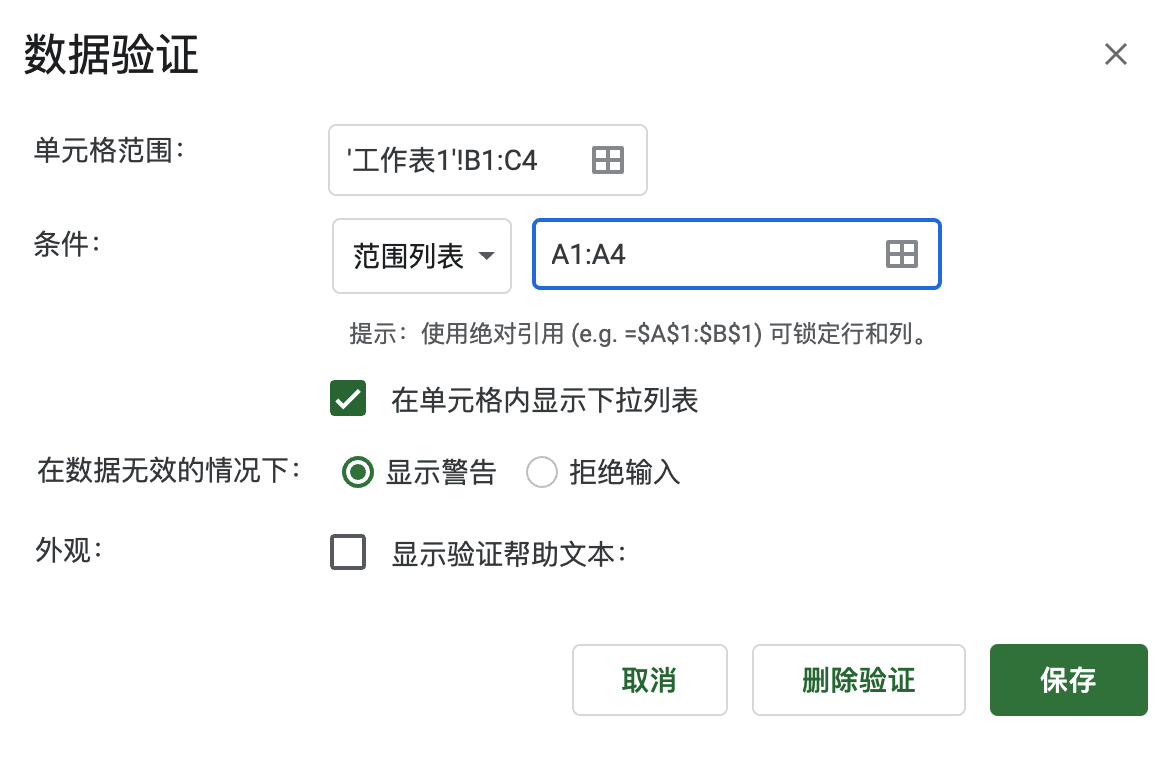 数据验证
单元格范围：
'工作表1'!B1:C4
条件：
范围列表
A1:A4
提示：使用绝对引用 (e.g. =$A$1:$B$1) 可锁定行和列。
在单元格内显示下拉列表
在数据无效的情况下：
显示警告
拒绝输入
外观：
显示验证帮助文本：
取消
删除验证
保存